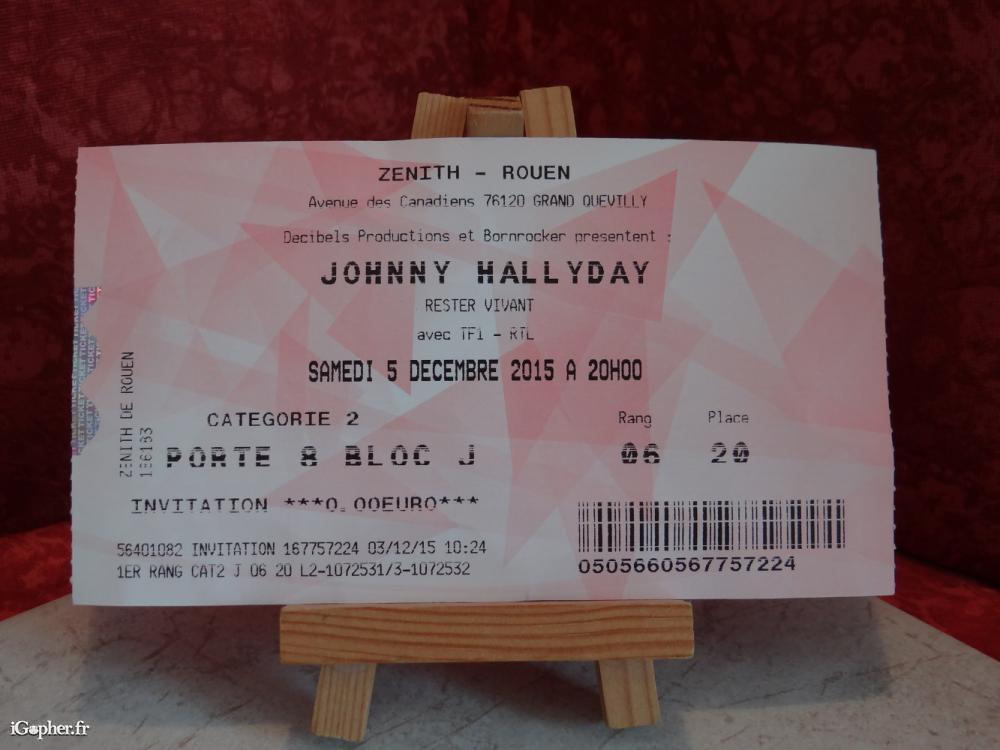 ZENITH - ROUEN
Avenue des Canadiens 76120 GRAND QUEVILLY
Decibels Productions et Bornrocker presentent :
JOHNNY HALLYDAY
RESTER VIVANT
avec TF1 - RTL
SAMEDI 5 DECEMBRE 2015 A 20H00
CATEGORIE 2
Rang Place
PORTE 8 BLOC J
06 20
INVITATION ***0.00EURO***
56401082 INVITATION 167757224 03/12/15 10:24
1ER RANG CAT2 J 06 20 L2-1072531/3-1072532
0505660567757224
ZENITH DE ROUEN
TICKET
iGopher.fr